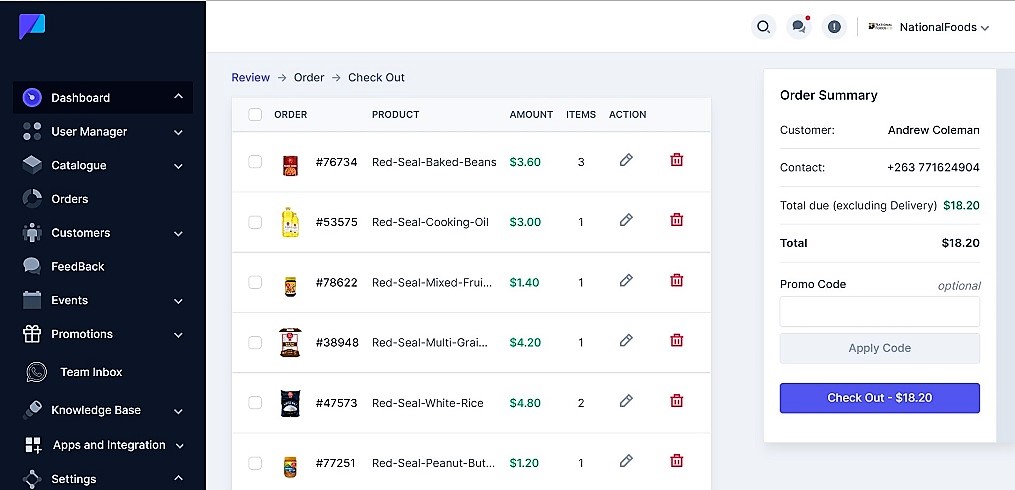 NationalFoods
Dashboard
User Manager
Catalogue
Orders
Customers
FeedBack
Events
Promotions
Team Inbox
Knowledge Base
Apps and Integration
Settings
Review → Order → Check Out
ORDER PRODUCT AMOUNT ITEMS ACTION
#76734 Red-Seal-Baked-Beans $3.60 3
#53575 Red-Seal-Cooking-Oil $3.00 1
#78622 Red-Seal-Mixed-Frui... $1.40 1
#38948 Red-Seal-Multi-Grai... $4.20 1
#47573 Red-Seal-White-Rice $4.80 2
#77251 Red-Seal-Peanut-But... $1.20 1
Order Summary
Customer: Andrew Coleman
Contact: +263 771624904
Total due (excluding Delivery) $18.20
Total $18.20
Promo Code optional
Apply Code
Check Out - $18.20